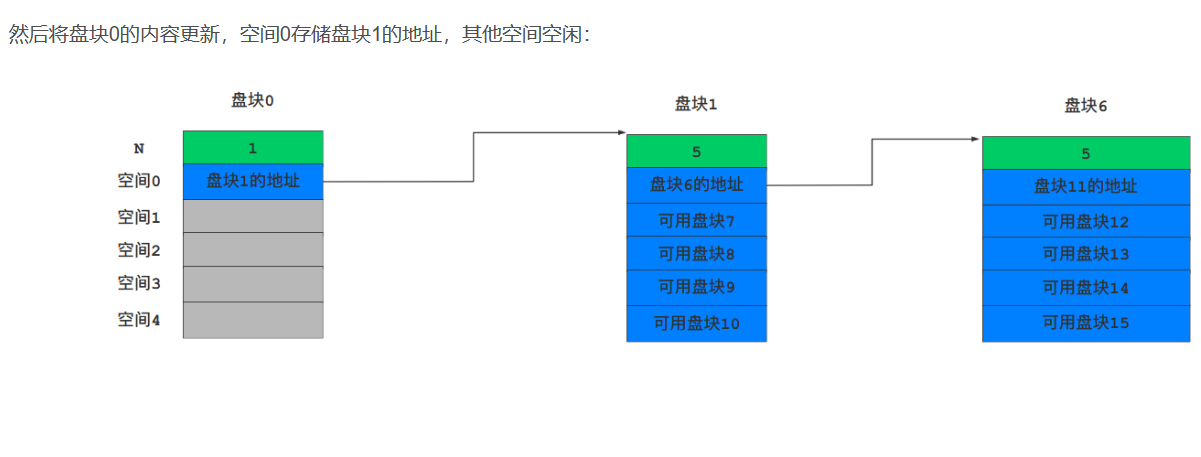 然后将盘块0的内容更新，空间0存储盘块1的地址，其他空间空闲：
盘块0
盘块1
盘块6
N
1
5
5
空间0
盘块1的地址
盘块6的地址
盘块11的地址
空间1
可用盘块7
可用盘块12
空间2
可用盘块8
可用盘块13
空间3
可用盘块9
可用盘块14
空间4
可用盘块10
可用盘块15